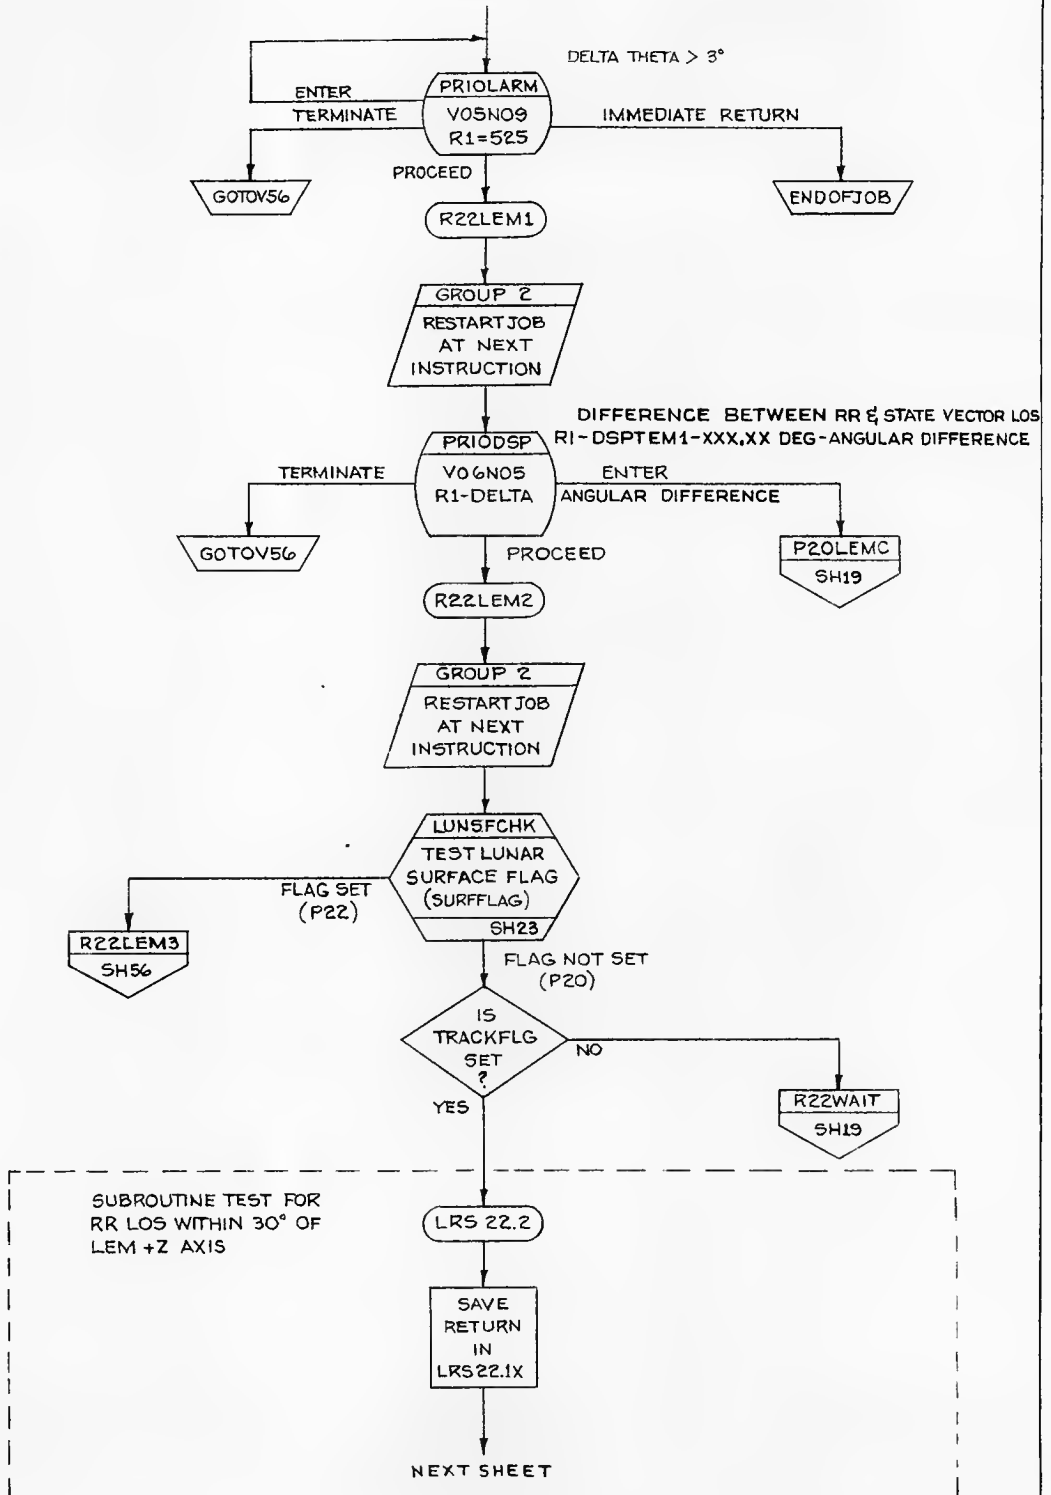 DELTA THETA > 3°
PRIOLARM
ENTER
TERMINATE
V05N09
R1=525
IMMEDIATE RETURN
PROCEED
GOTOV56
ENDOFJOB
R22LEM1
GROUP 2
RESTART JOB
AT NEXT
INSTRUCTION
DIFFERENCE BETWEEN RR & STATE VECTOR LOS
R1-DSPTEM1-XXX.XX DEG-ANGULAR DIFFERENCE
PRIODSP
TERMINATE
V06N05
R1-DELTA
ENTER
ANGULAR DIFFERENCE
GOTOV56
P20LEMC
SH19
PROCEED
R22LEM2
GROUP 2
RESTART JOB
AT NEXT
INSTRUCTION
LUNSFCHK
TEST LUNAR
SURFACE FLAG
(SURFFLAG)
SH23
FLAG SET
(P22)
R22LEM3
SH56
FLAG NOT SET
(P20)
IS
TRACKFLG
SET
?
NO
YES
R22WAIT
SH19
SUBROUTINE TEST FOR
RR LOS WITHIN 30° OF
LEM +Z AXIS
LRS 22.2
SAVE
RETURN
IN
LRS22.1X
NEXT SHEET